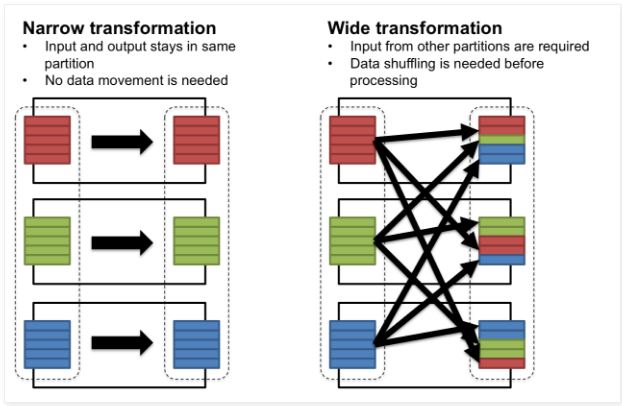 Narrow transformation
• Input and output stays in same
partition
• No data movement is needed
Wide transformation
• Input from other partitions are required
• Data shuffling is needed before
processing